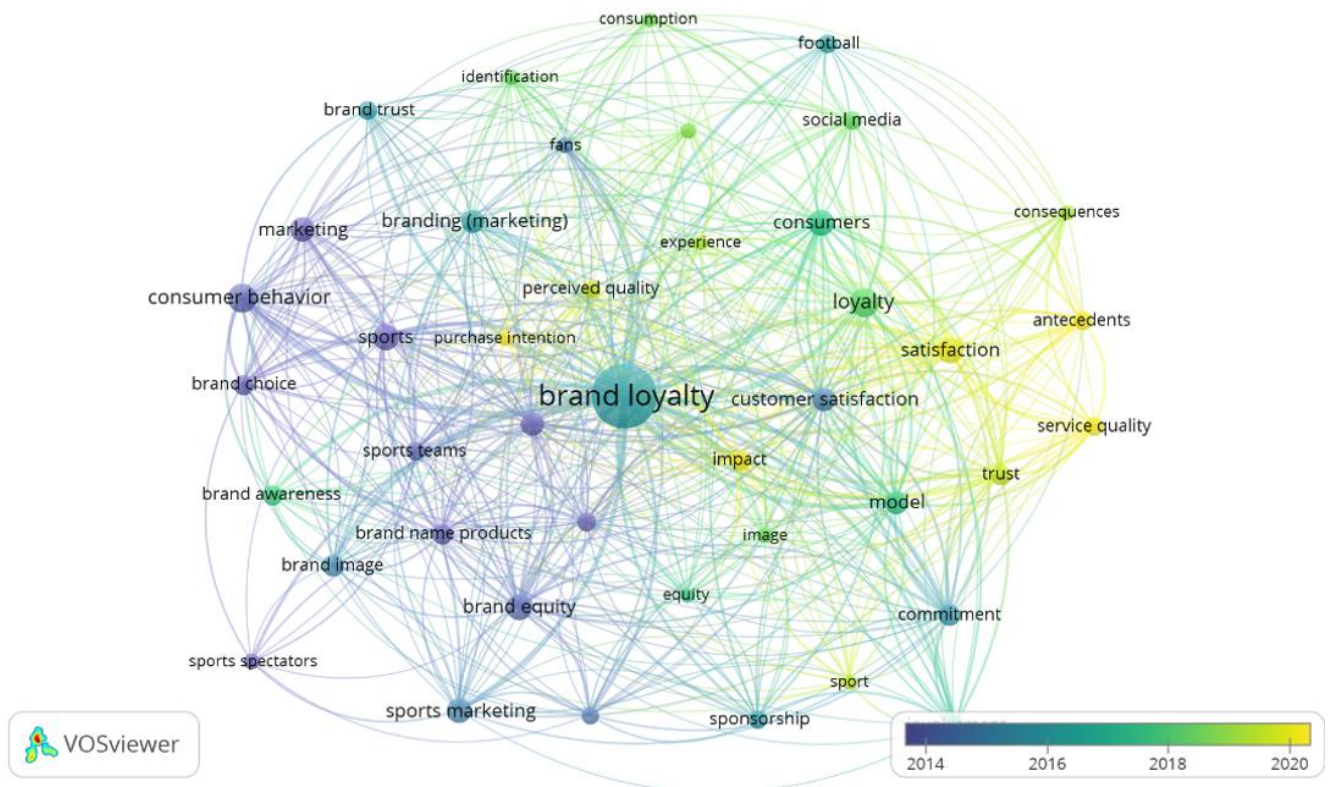 consumption
football
identification
brand trust
social media
fans
consequences
marketing
branding (marketing)
consumers
experience
consumer behavior
perceived quality
loyalty
antecedents
sports
purchase intention
satisfaction
brand choice
brand loyalty
customer satisfaction
service quality
sports teams
impact
trust
brand awareness
model
brand name products
image
brand image
equity
brand equity
commitment
sports spectators
sport
sports marketing
sponsorship
involvement
VOSviewer
2014
2016
2018
2020